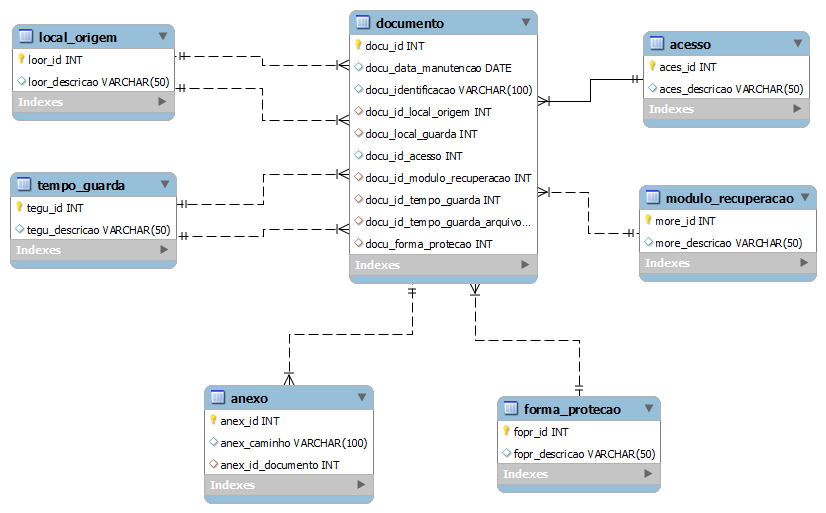 local_origem
loor_id INT
loor_descricao VARCHAR(50)
Indexes
tempo_guarda
tegu_id INT
tegu_descricao VARCHAR(50)
Indexes
documento
docu_id INT
docu_data_manutencao DATE
docu_identificacao VARCHAR(100)
docu_id_local_origem INT
docu_local_guarda INT
docu_id_acesso INT
docu_id_modulo_recuperacao INT
docu_id_tempo_guarda INT
docu_id_tempo_guarda_arquivo...
docu_forma_protecao INT
Indexes
acesso
aces_id INT
aces_descricao VARCHAR(50)
Indexes
modulo_recuperacao
more_id INT
more_descricao VARCHAR(50)
Indexes
anexo
anex_id INT
anex_caminho VARCHAR(100)
anex_id_documento INT
Indexes
forma_protecao
fopr_id INT
fopr_descricao VARCHAR(50)
Indexes